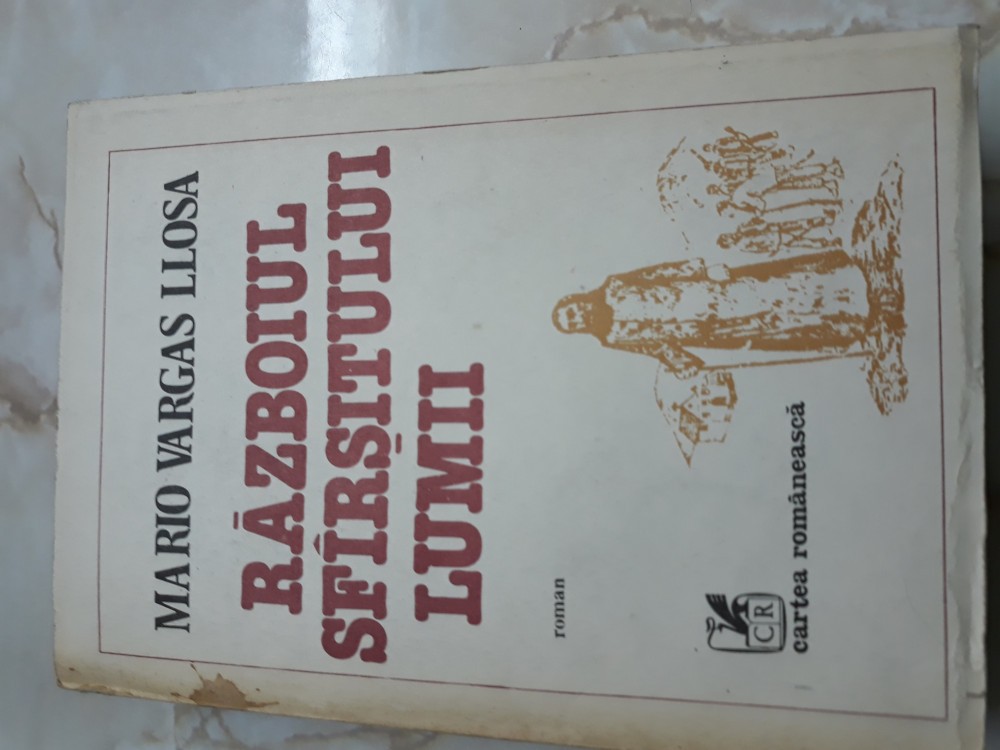 MARIO VARGAS LLOSA
RĂZBOIUL
SFÎRȘITULUI
LUMII
roman
CR
cartea românească